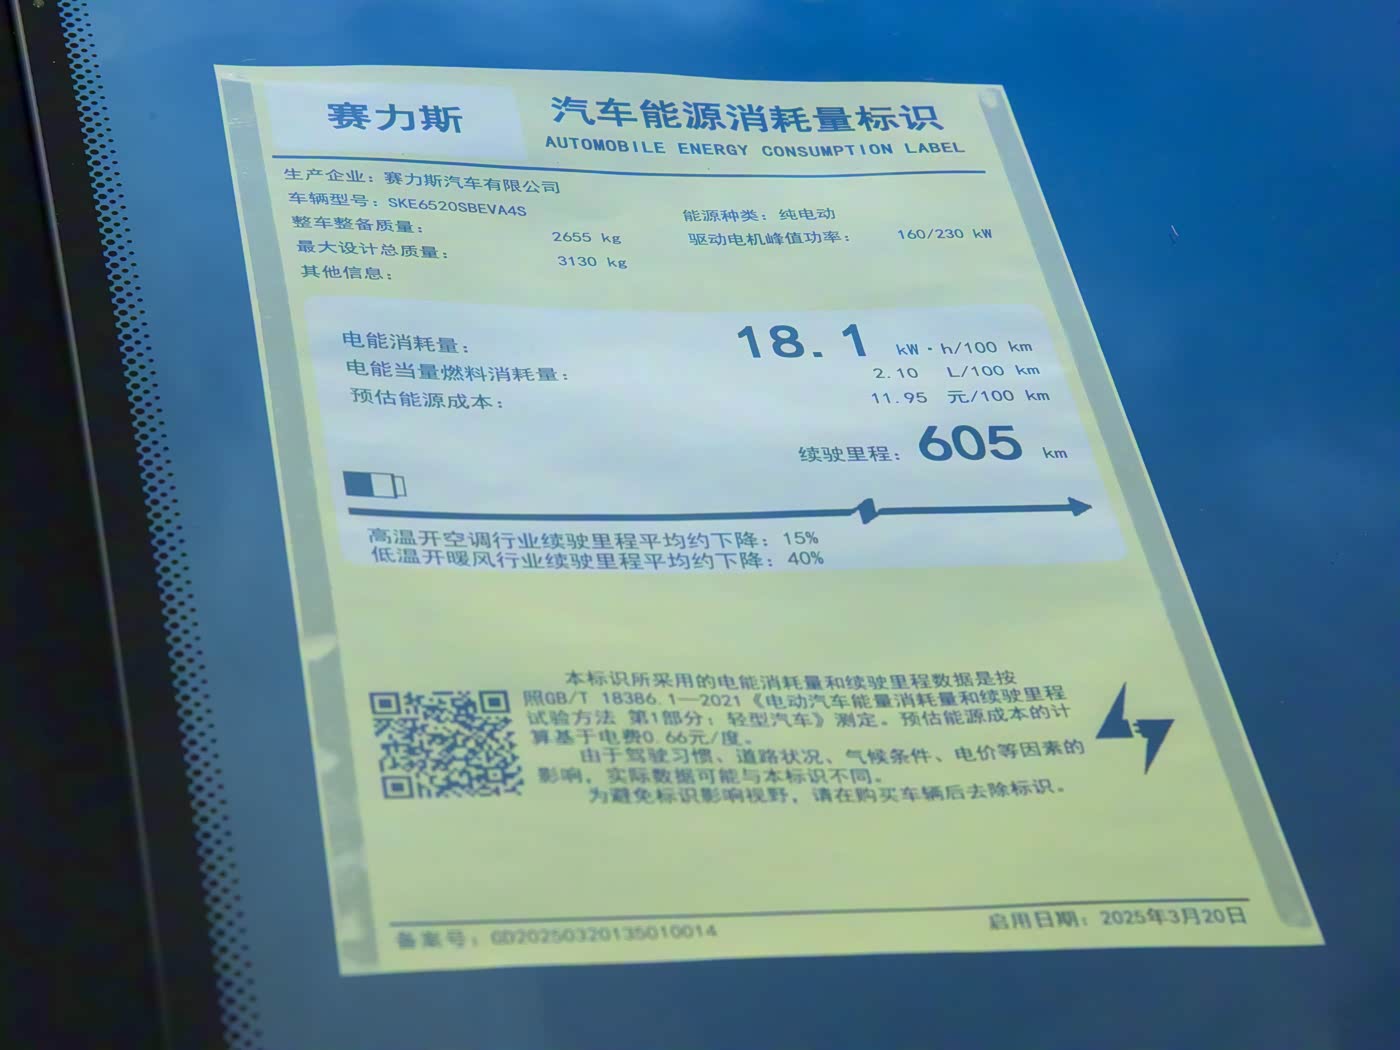 赛力斯
汽车能源消耗量标识
AUTOMOBILE ENERGY CONSUMPTION LABEL
生产企业：赛力斯汽车有限公司
车辆型号：SKE6520SBEVA4S
能源种类：纯电动
整车整备质量： 2655 kg
驱动电机峰值功率： 160/230 kW
最大设计总质量： 3130 kg
其他信息：
电能消耗量： 18.1 kW·h/100 km
电能当量燃料消耗量： 2.10 L/100 km
预估能源成本： 11.95 元/100 km
续驶里程：605 km
高温开空调行业续驶里程平均约下降：15%
低温开暖风行业续驶里程平均约下降：40%
本标识所采用的电能消耗量和续驶里程数据是按
照GB/T 18386.1—2021《电动汽车能量消耗量和续驶里程
试验方法 第1部分：轻型汽车》测定。预估能源成本的计
算基于电费0.66元/度。
由于驾驶习惯、道路状况、气候条件、电价等因素的
影响，实际数据可能与本标识不同。
为避免标识影响视野，请在购买车辆后去除标识。
备案号：GD20250320135010014
启用日期：2025年3月20日